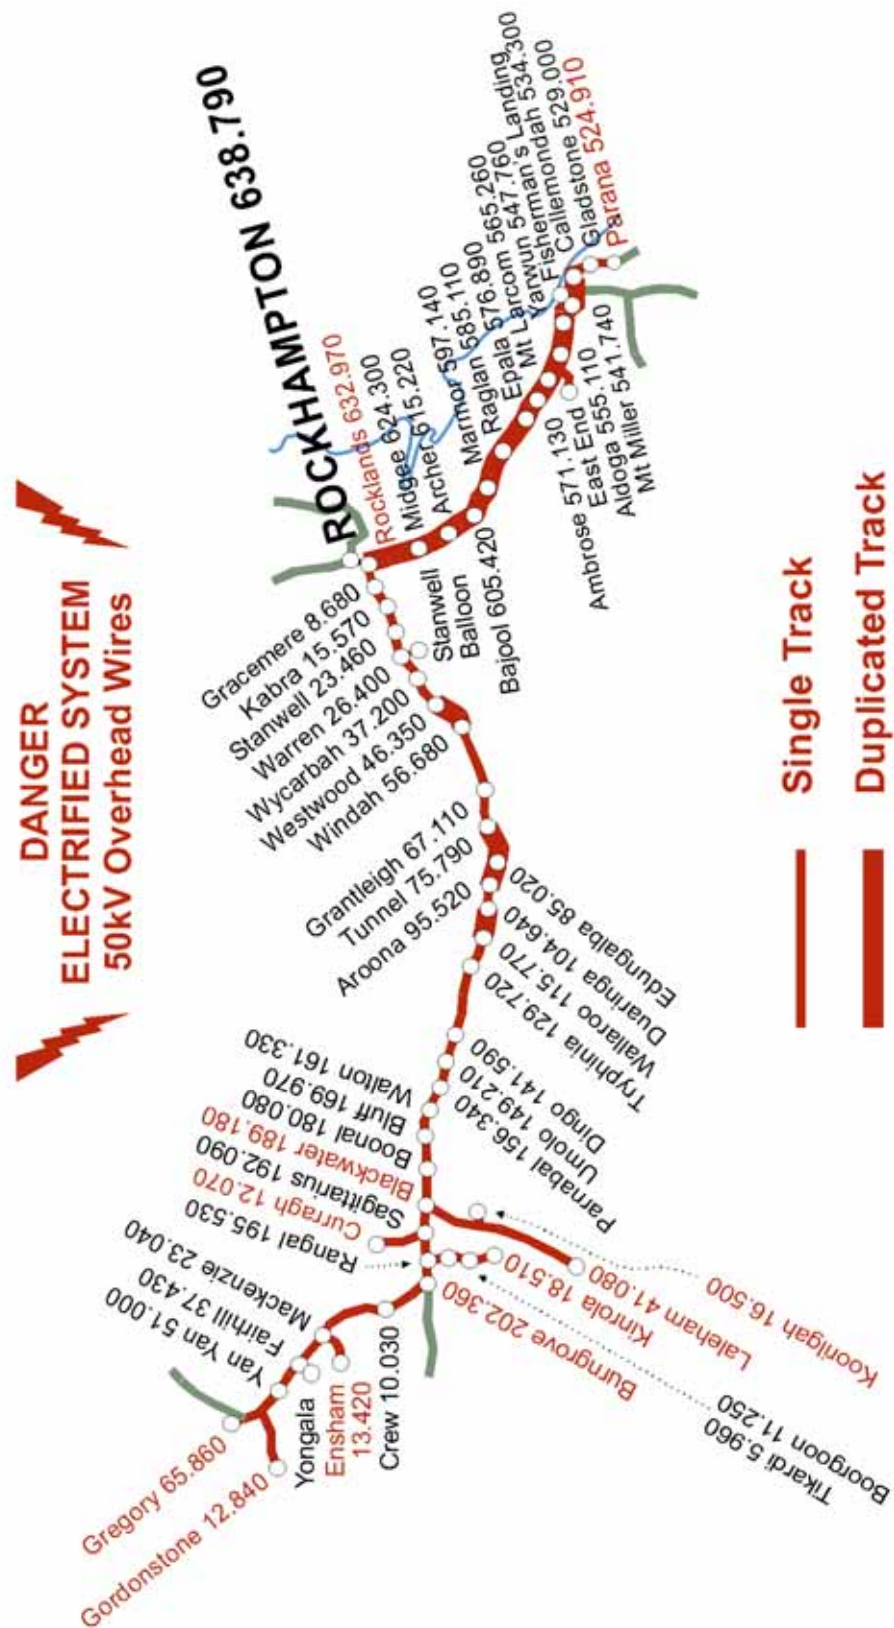 DANGER
ELECTRIFIED SYSTEM
50kV Overhead Wires
Gregory 65.860
Gordonstone 12.840
Yan Yan 51.000
Fairhill 37.430
Mackenzie 23.040
Yongala
Ensham
13.420
Crew 10.030
Rangal 195.530
Curragh 12.070
Sagittarius 192.090
Blackwater 189.180
Boonal 180.080
Bluff 169.970
Walton 161.330
Burngrove 202.360
Tikardi 5.960
Boorgoon 11.250
Kinrola 18.510
Laleham 41.080
Koorilgah 16.500
Parnabal 156.340
Umolo 149.210
Dingo 141.590
Tryphinia 129.720
Wallaroo 115.770
Duaringa 104.640
Edungalba 85.020
Aroona 95.520
Tunnel 75.790
Grantleigh 67.110
Windah 56.680
Westwood 46.350
Wycarbah 37.200
Warren 26.400
Stanwell 23.460
Kabra 15.570
Gracemere 8.680
Stanwell
Balloon
ROCKHAMPTON 638.790
Rocklands 632.970
Midgee 624.300
Archer 615.220
Bajool 605.420
Marmor 597.140
Raglan 585.110
Epala 576.890
Ambrose 571.130
Mt Larcom 565.260
East End
Aldoga 555.110
Yarwun 547.760
Mt Miller 541.740
Fisherman's Landing
Callemondah 534.300
Gladstone 529.000
Parana 524.910
Single Track
Duplicated Track